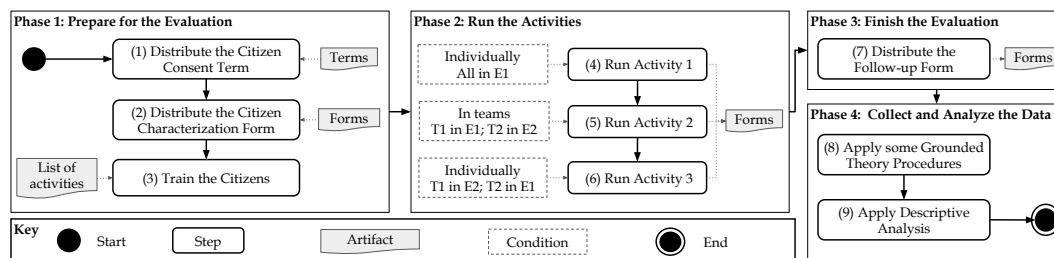 Phase 1: Prepare for the Evaluation
(1) Distribute the Citizen
Consent Term
Terms
(2) Distribute the Citizen
Characterization Form
Forms
List of
activities
(3) Train the Citizens
Phase 2: Run the Activities
Individually
All in E1
(4) Run Activity 1
In teams
T1 in E1; T2 in E2
(5) Run Activity 2
Forms
Individually
T1 in E2; T2 in E1
(6) Run Activity 3
Phase 3: Finish the Evaluation
(7) Distribute the
Follow-up Form
Forms
Phase 4: Collect and Analyze the Data
(8) Apply some Grounded
Theory Procedures
(9) Apply Descriptive
Analysis
Key
Start
Step
Artifact
Condition
End